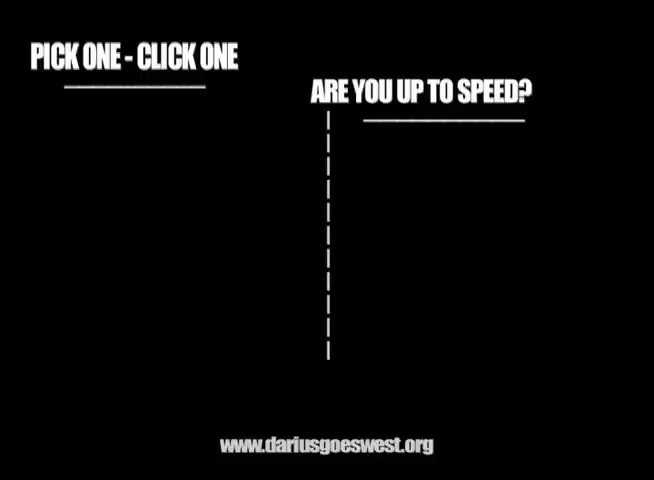 PICK ONE - CLICK ONE
ARE YOU UP TO SPEED?
www.dariusgoeswest.org